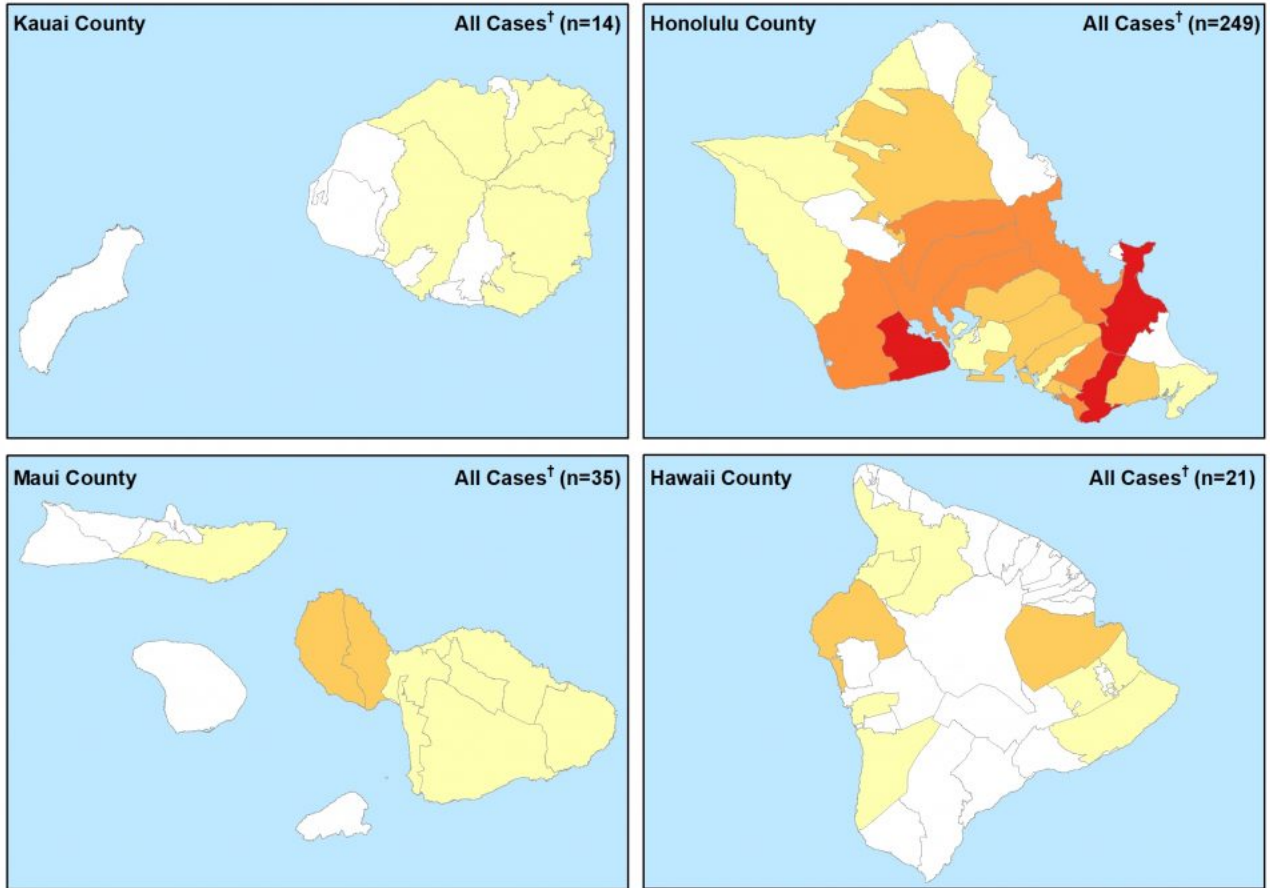 Kauai County
All Cases† (n=14)
Honolulu County
All Cases† (n=249)
Maui County
All Cases† (n=35)
Hawaii County
All Cases† (n=21)